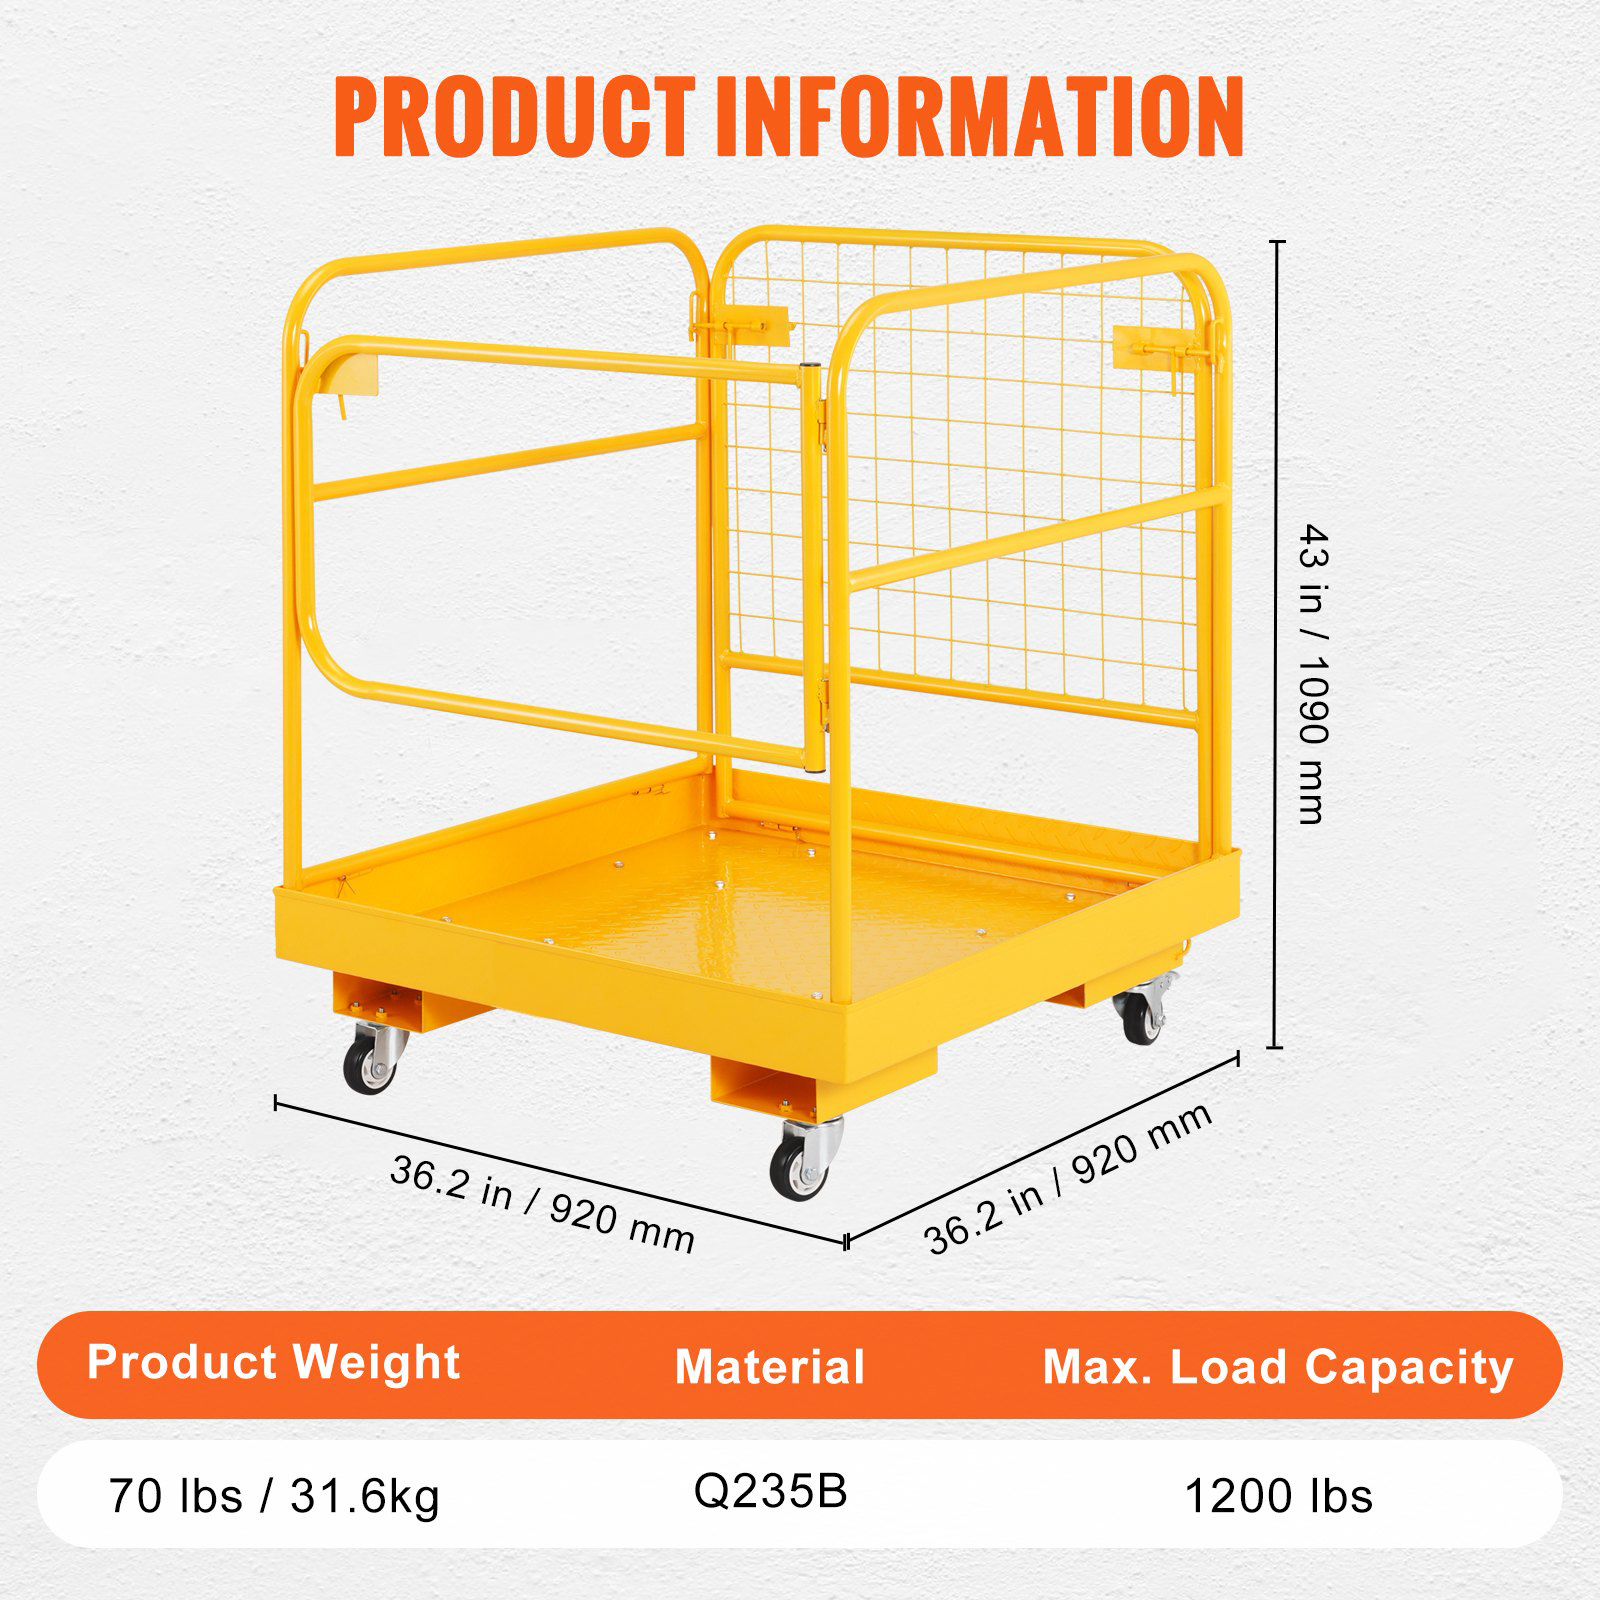 PRODUCT INFORMATION
43 in / 1090 mm
36.2 in / 920 mm
36.2 in / 920 mm
Product Weight
Material
Max. Load Capacity
70 lbs / 31.6kg
Q235B
1200 lbs